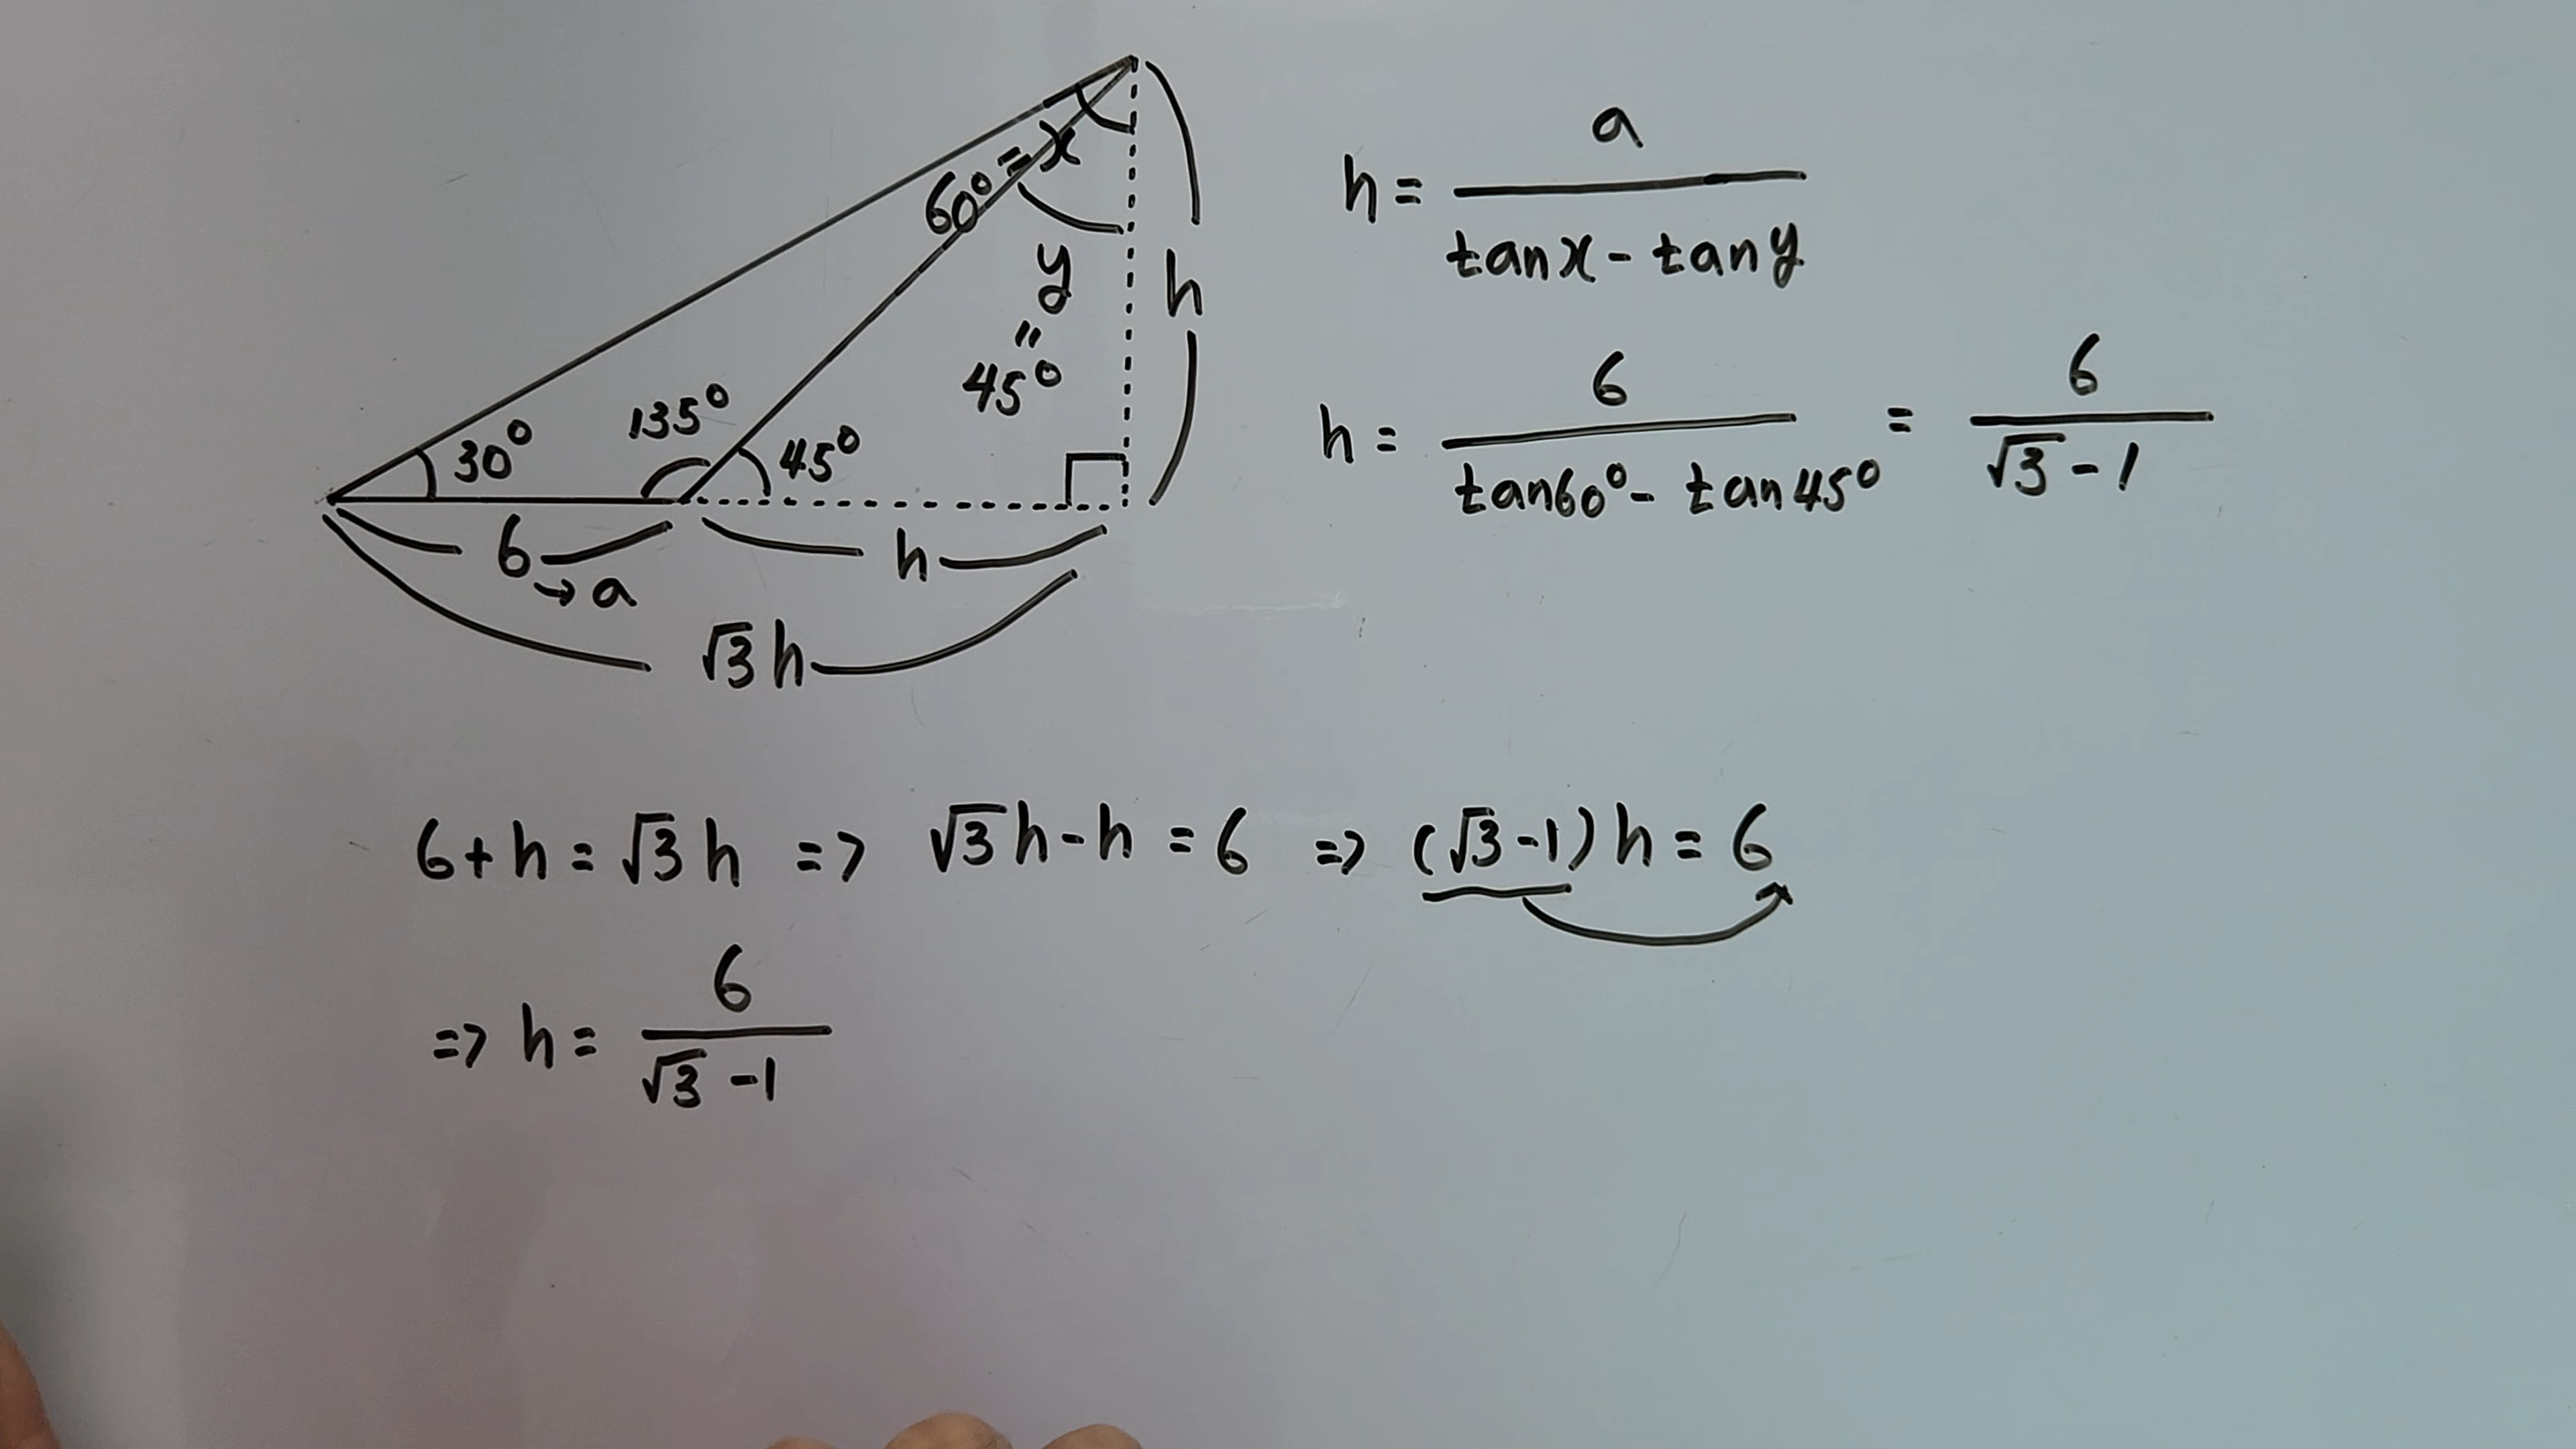 60° = x
y
"
45°
h
30°
135°
45°
6
→ a
h
√3 h
h = a / (tan x - tan y)
h = 6 / (tan60° - tan45°) = 6 / (√3 - 1)
6 + h = √3 h => √3 h - h = 6 => (√3 - 1) h = 6
=> h = 6 / (√3 - 1)